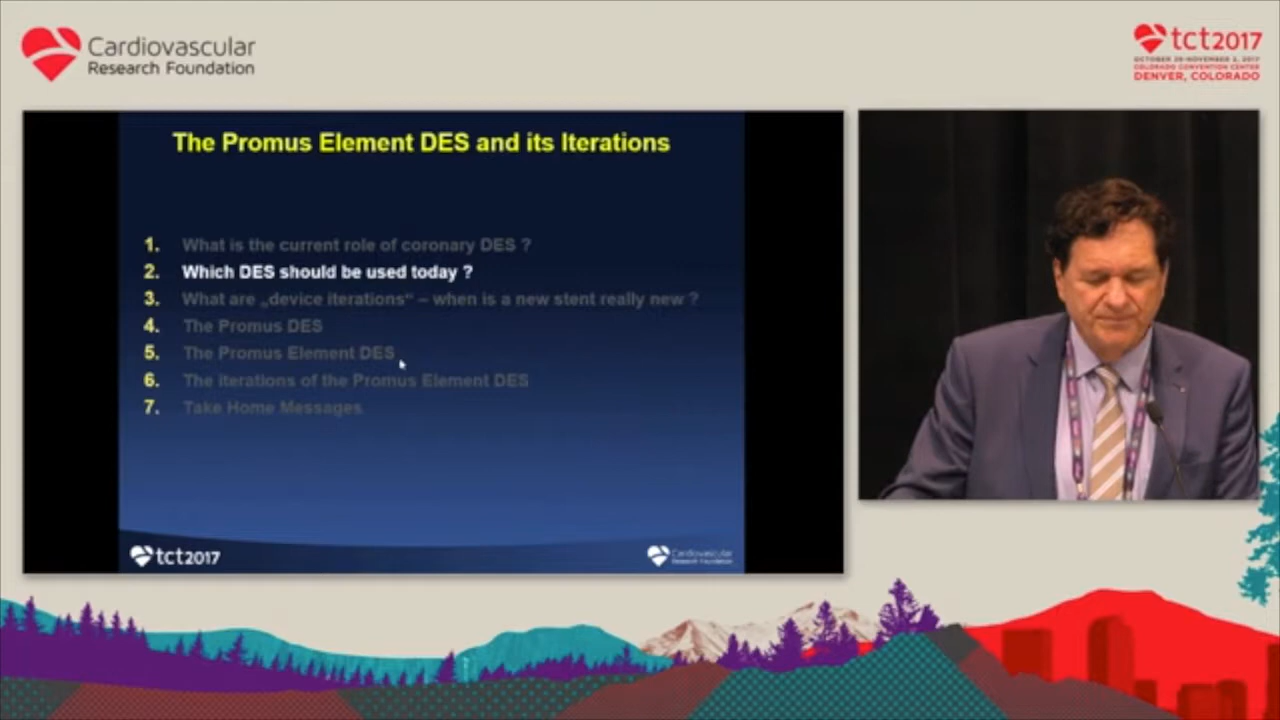 Cardiovascular
Research Foundation
tct2017
OCTOBER 29-NOVEMBER 2, 2017
COLORADO CONVENTION CENTER
DENVER, COLORADO
The Promus Element DES and its Iterations
1. What is the current role of coronary DES ?
2. Which DES should be used today ?
3. What are „device iterations“ – when is a new stent really new ?
4. The Promus DES
5. The Promus Element DES
6. The iterations of the Promus Element DES
7. Take Home Messages
tct2017
Cardiovascular
Research Foundation